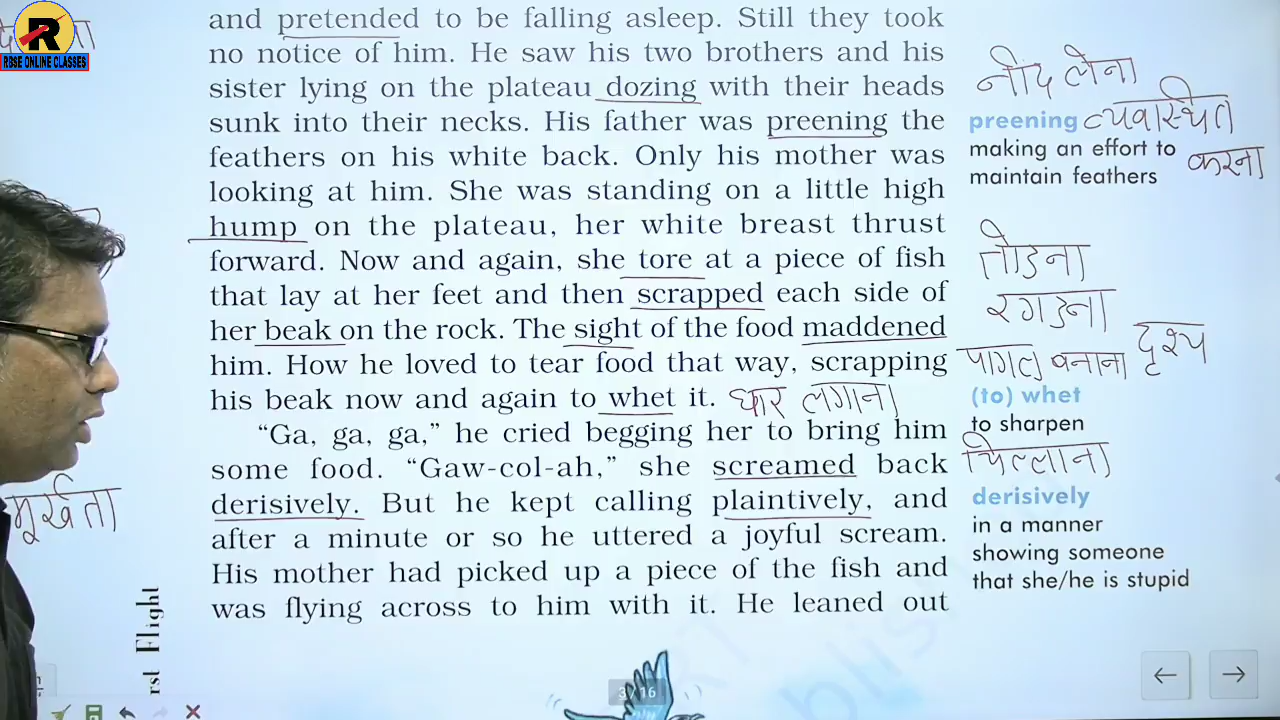 R
RBSE ONLINE CLASSES
and pretended to be falling asleep. Still they took
no notice of him. He saw his two brothers and his
sister lying on the plateau dozing with their heads
sunk into their necks. His father was preening the
feathers on his white back. Only his mother was
looking at him. She was standing on a little high
hump on the plateau, her white breast thrust
forward. Now and again, she tore at a piece of fish
that lay at her feet and then scrapped each side of
her beak on the rock. The sight of the food maddened
him. How he loved to tear food that way, scrapping
his beak now and again to whet it. धार लगाना
“Ga, ga, ga,” he cried begging her to bring him
some food. “Gaw-col-ah,” she screamed back
derisively. But he kept calling plaintively, and
after a minute or so he uttered a joyful scream.
His mother had picked up a piece of the fish and
was flying across to him with it. He leaned out
नींद लेना
preening व्यवास्थित
making an effort to करना
maintain feathers
तोडना
रगडना
पागल बनाना दृश्य
(to) whet
to sharpen
चिल्लाना
derisively
in a manner
showing someone
that she/he is stupid
मूर्खता
rst Flight
3 / 16